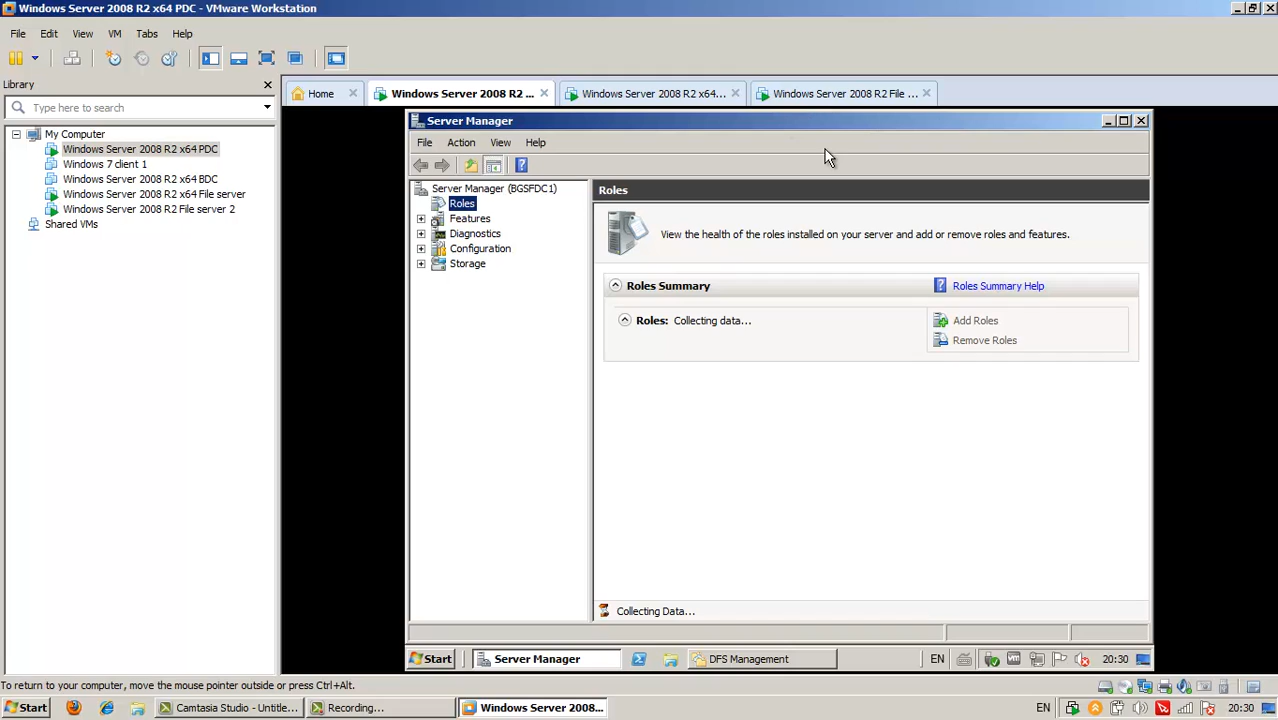 Windows Server 2008 R2 x64 PDC - VMware Workstation
File Edit View VM Tabs Help
Library
Type here to search
My Computer
Windows Server 2008 R2 x64 PDC
Windows 7 client 1
Windows Server 2008 R2 x64 BDC
Windows Server 2008 R2 x64 File server
Windows Server 2008 R2 File server 2
Shared VMs
Home
Windows Server 2008 R2 ...
Windows Server 2008 R2 x64...
Windows Server 2008 R2 File ...
Server Manager
File Action View Help
Server Manager (BGSFDC1)
Roles
Features
Diagnostics
Configuration
Storage
Roles
View the health of the roles installed on your server and add or remove roles and features.
Roles Summary
Roles Summary Help
Roles: Collecting data...
Add Roles
Remove Roles
Collecting Data...
Start
Server Manager
DFS Management
EN
20:30
To return to your computer, move the mouse pointer outside or press Ctrl+Alt.
Start
Camtasia Studio - Untitle...
Recording...
Windows Server 2008...
EN
20:30